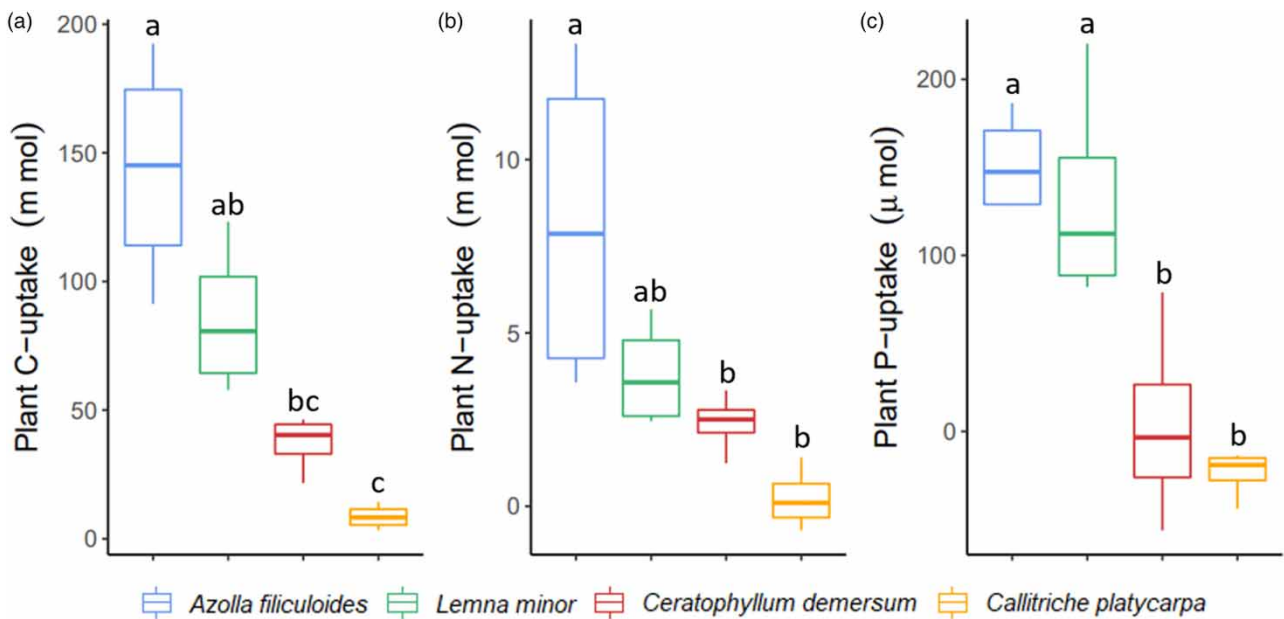 (a)
200
150
100
50
0
Plant C-uptake (m mol)
a
ab
bc
c
(b)
10
5
0
Plant N-uptake (m mol)
a
ab
b
b
(c)
200
100
0
Plant P-uptake (μ mol)
a
a
b
b
Azolla filiculoides Lemna minor Ceratophyllum demersum Callitriche platycarpa